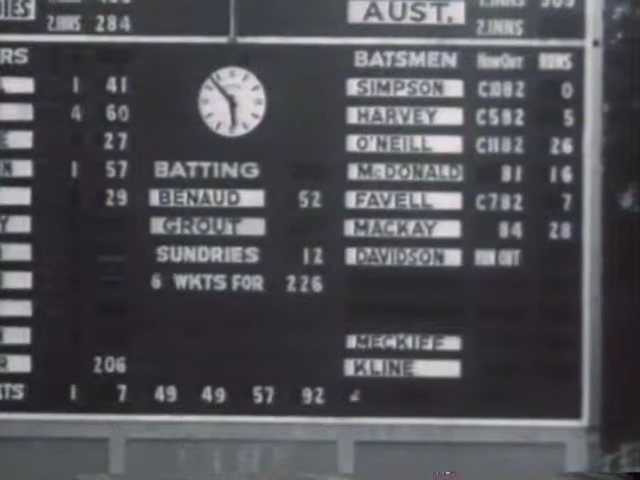 IES
AUST.
2.INNS 284
2.INNS
RS
BATSMEN HOW OUT RUNS
1 41
SIMPSON C10B2 0
4 60
HARVEY C5B2 5
27
O'NEILL C11B2 26
1 57
BATTING
McDONALD B1 16
29
BENAUD 52
FAVELL C7B2 7
GROUT
MACKAY B4 28
SUNDRIES 12
DAVIDSON RUN OUT
6 WKTS FOR 226
MECKIFF
206
KLINE
TS 1 7 49 49 57 92